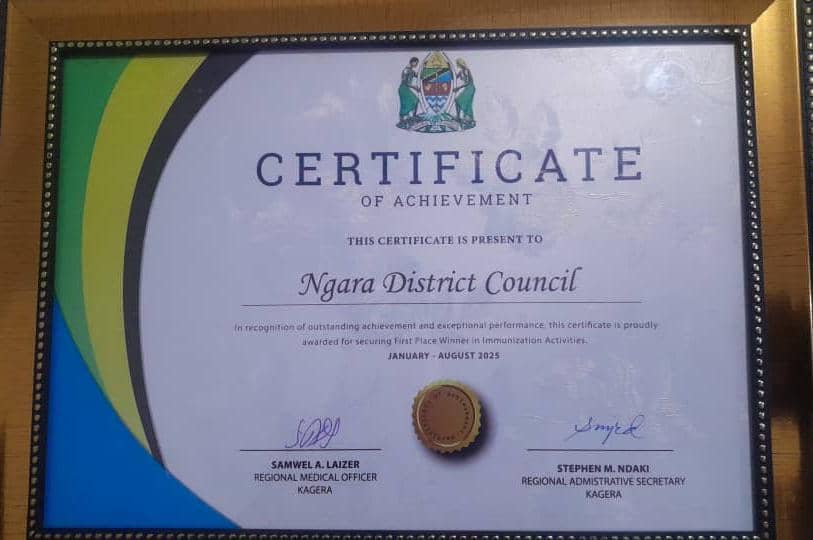 CERTIFICATE
OF ACHIEVEMENT
THIS CERTIFICATE IS PRESENT TO
Ngara District Council
In recognition of outstanding achievement and exceptional performance, this certificate is proudly
awarded for securing First Place Winner in Immunization Activities.
JANUARY - AUGUST 2025
SAMWEL A. LAIZER
REGIONAL MEDICAL OFFICER
KAGERA
STEPHEN M. NDAKI
REGIONAL ADMISTRATIVE SECRETARY
KAGERA